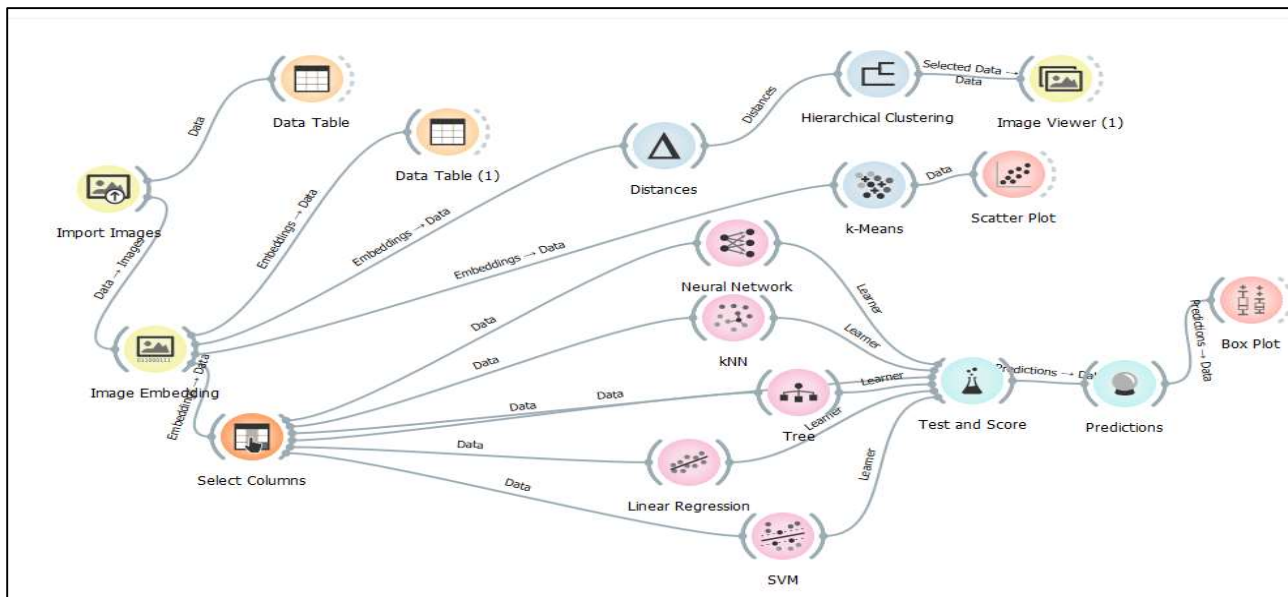 Data Table
Data
Data Table (1)
Import Images
Data → Images
Embeddings → Data
Embeddings → Data
Embeddings → Data
Distances
Distances
Hierarchical Clustering
Selected Data →
Data
Image Viewer (1)
k-Means
Data
Scatter Plot
Image Embedding
Embeddings → Data
Select Columns
Data
Neural Network
Learner
Data
kNN
Learner
Data
Data
Tree
Learner
Data
Linear Regression
Learner
Data
SVM
Learner
Test and Score
Predictions → Data
Predictions
Predictions → Data
Box Plot